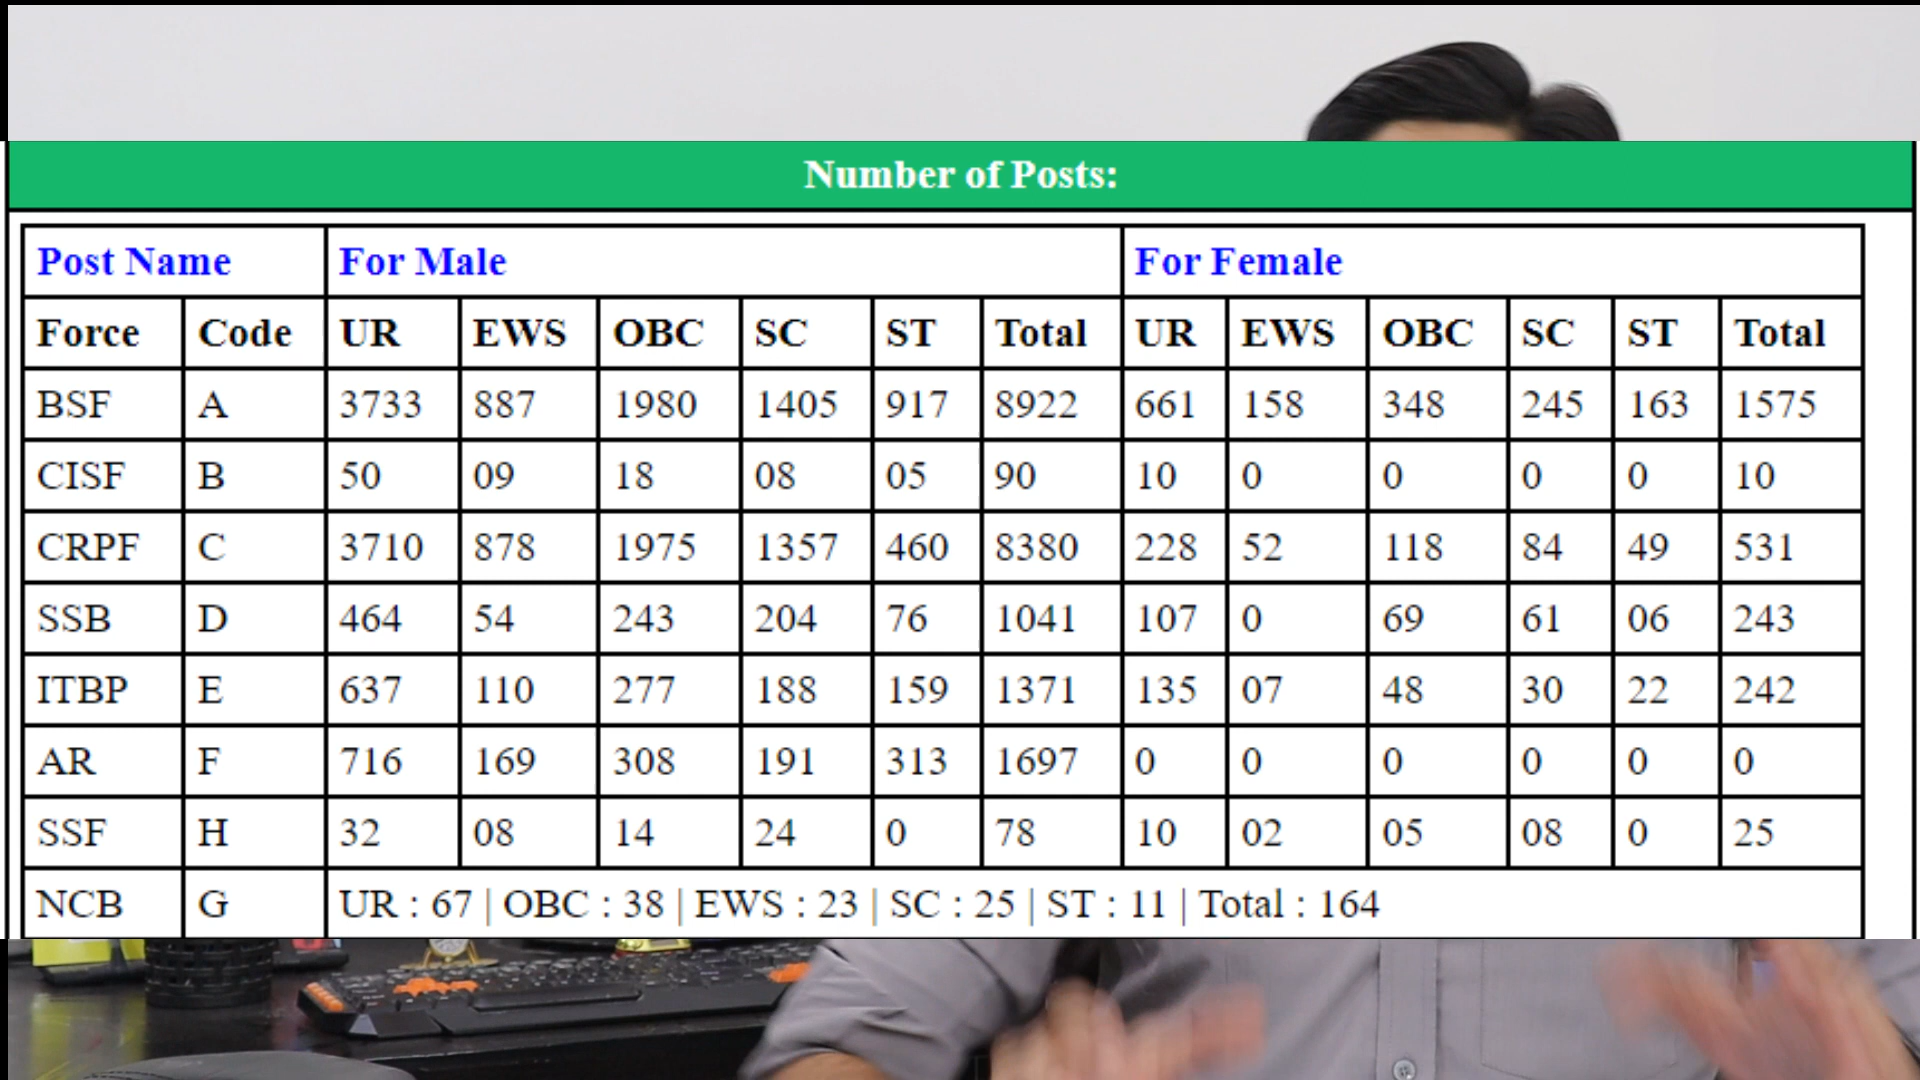 Number of Posts:
Post Name For Male For Female
Force Code UR EWS OBC SC ST Total UR EWS OBC SC ST Total
BSF A 3733 887 1980 1405 917 8922 661 158 348 245 163 1575
CISF B 50 09 18 08 05 90 10 0 0 0 0 10
CRPF C 3710 878 1975 1357 460 8380 228 52 118 84 49 531
SSB D 464 54 243 204 76 1041 107 0 69 61 06 243
ITBP E 637 110 277 188 159 1371 135 07 48 30 22 242
AR F 716 169 308 191 313 1697 0 0 0 0 0 0
SSF H 32 08 14 24 0 78 10 02 05 08 0 25
NCB G UR : 67 | OBC : 38 | EWS : 23 | SC : 25 | ST : 11 | Total : 164